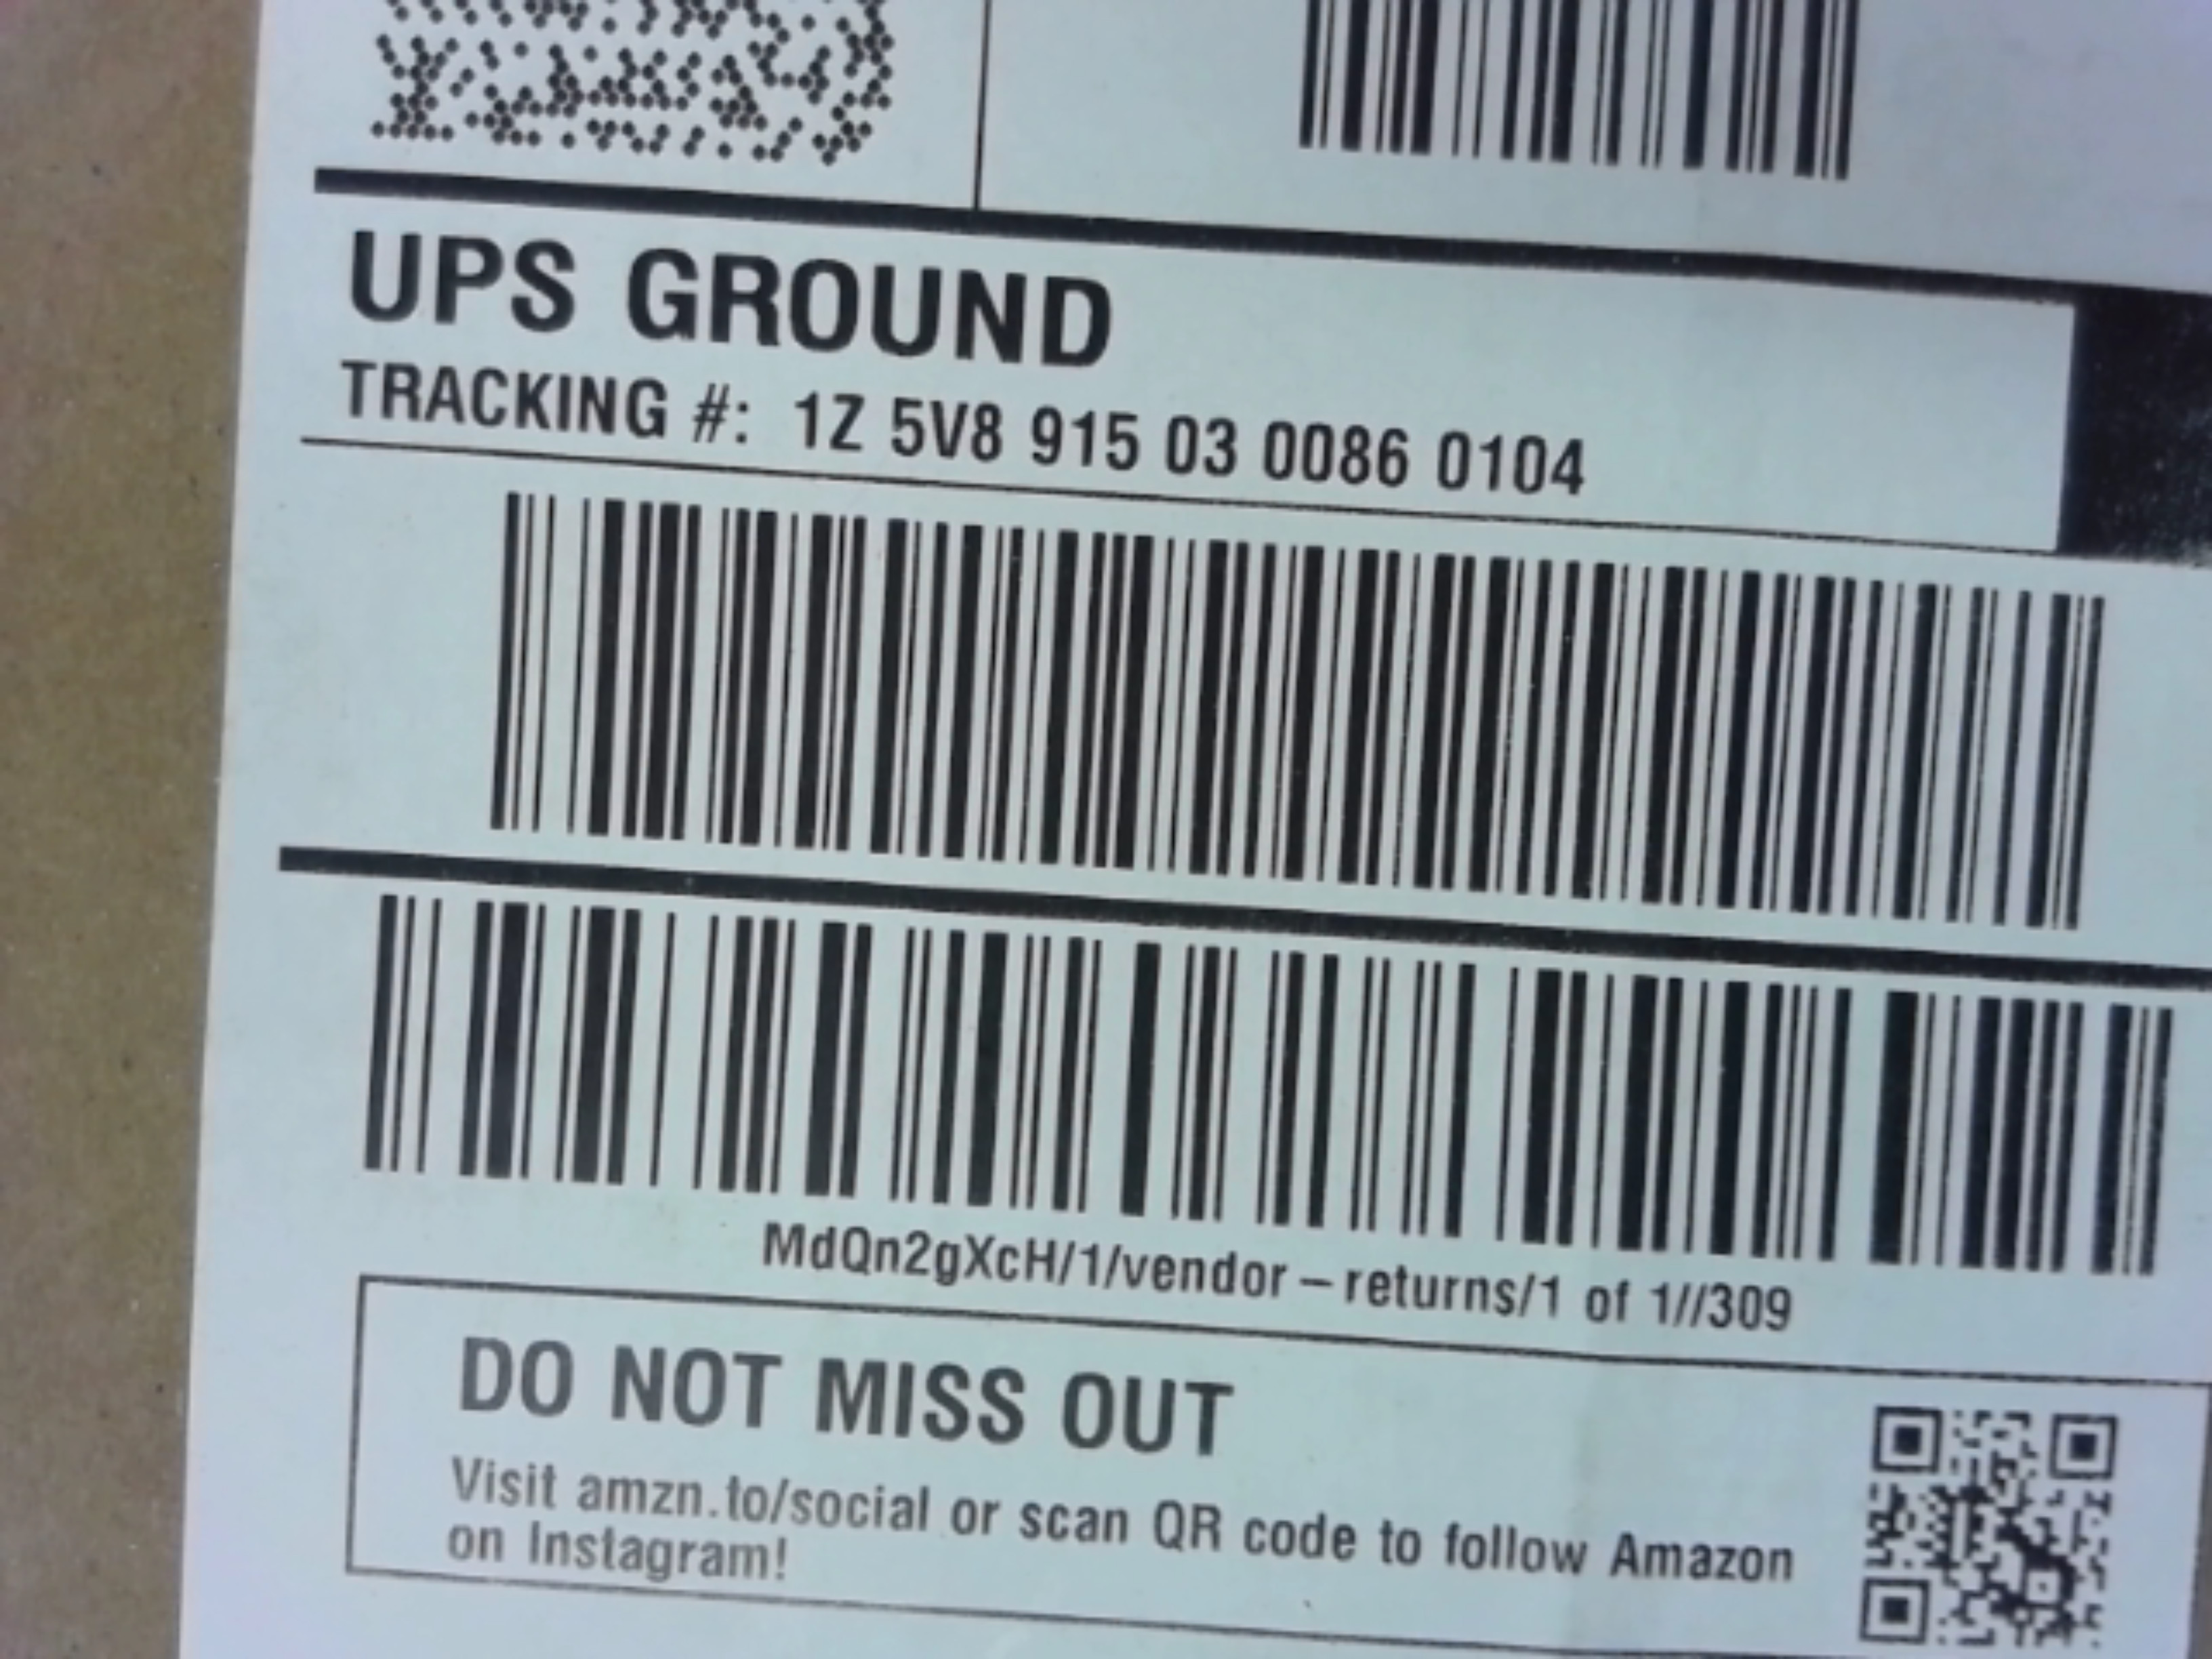 UPS GROUND
TRACKING #: 1Z 5V8 915 03 0086 0104
MdQn2gXcH/1/vendor – returns/1 of 1//309
DO NOT MISS OUT
Visit amzn.to/social or scan QR code to follow Amazon
on Instagram!